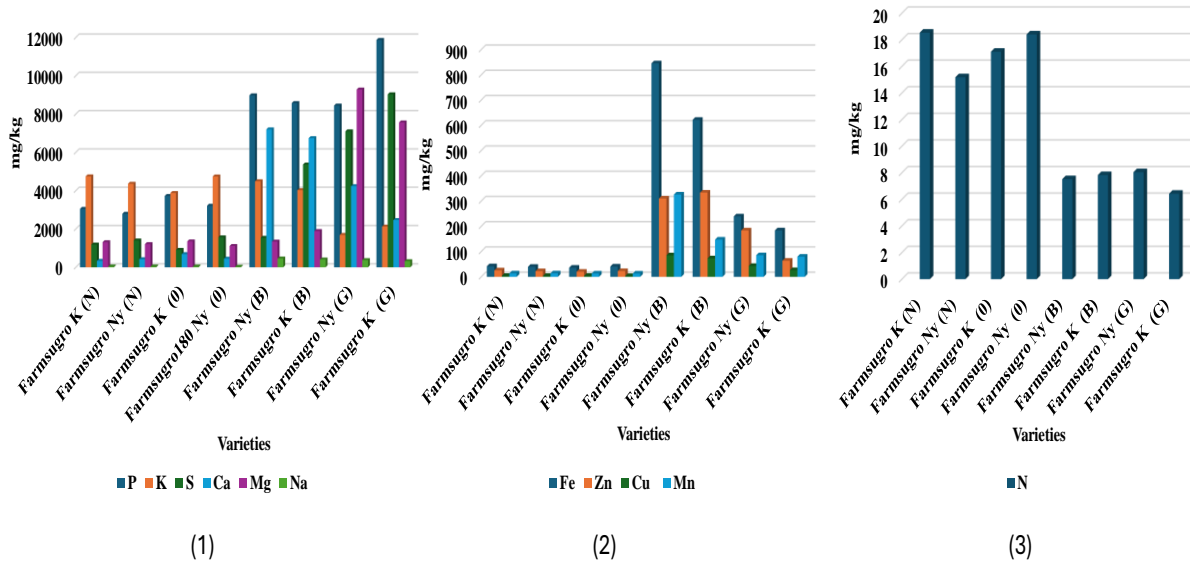 12000
10000
8000
6000
4000
2000
0
mg/kg
Farmsugro K (N)
Farmsugro Ny (N)
Farmsugro K (0)
Farmsugro180 Ny (0)
Farmsugro Ny (B)
Farmsugro K (B)
Farmsugro Ny (G)
Farmsugro K (G)
Varieties
P K S Ca Mg Na
(1)
900
800
700
600
500
400
300
200
100
0
mg/kg
Farmsugro K (N)
Farmsugro Ny (N)
Farmsugro K (0)
Farmsugro Ny (0)
Farmsugro Ny (B)
Farmsugro K (B)
Farmsugro Ny (G)
Farmsugro K (G)
Varieties
Fe Zn Cu Mn
(2)
20
18
16
14
12
10
8
6
4
2
0
mg/kg
Farmsugro K (N)
Farmsugro Ny (N)
Farmsugro K (0)
Farmsugro Ny (0)
Farmsugro Ny (B)
Farmsugro K (B)
Farmsugro Ny (G)
Farmsugro K (G)
Varieties
N
(3)